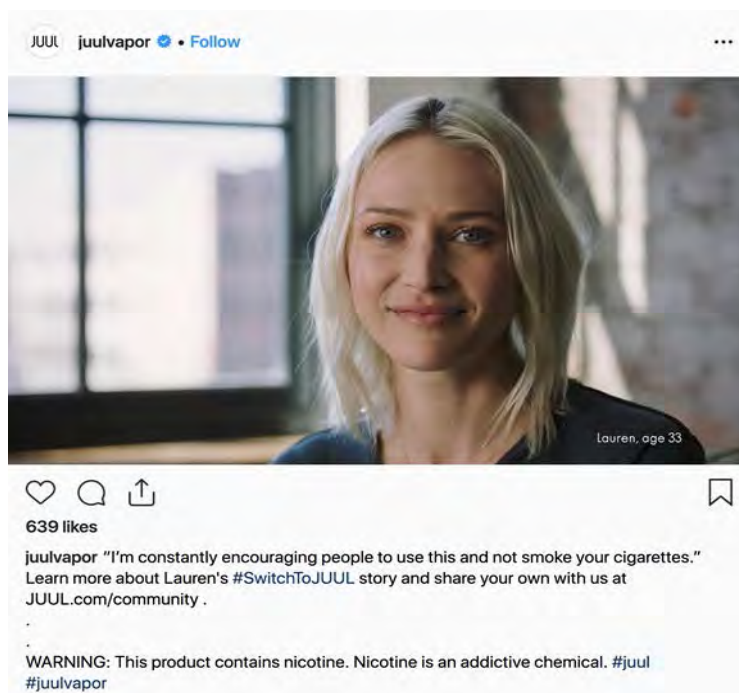 JUUL juulvapor • Follow
Lauren, age 33
639 likes
juulvapor “I’m constantly encouraging people to use this and not smoke your cigarettes.”
Learn more about Lauren's #SwitchToJUUL story and share your own with us at
JUUL.com/community .
.
.
WARNING: This product contains nicotine. Nicotine is an addictive chemical. #juul
#juulvapor